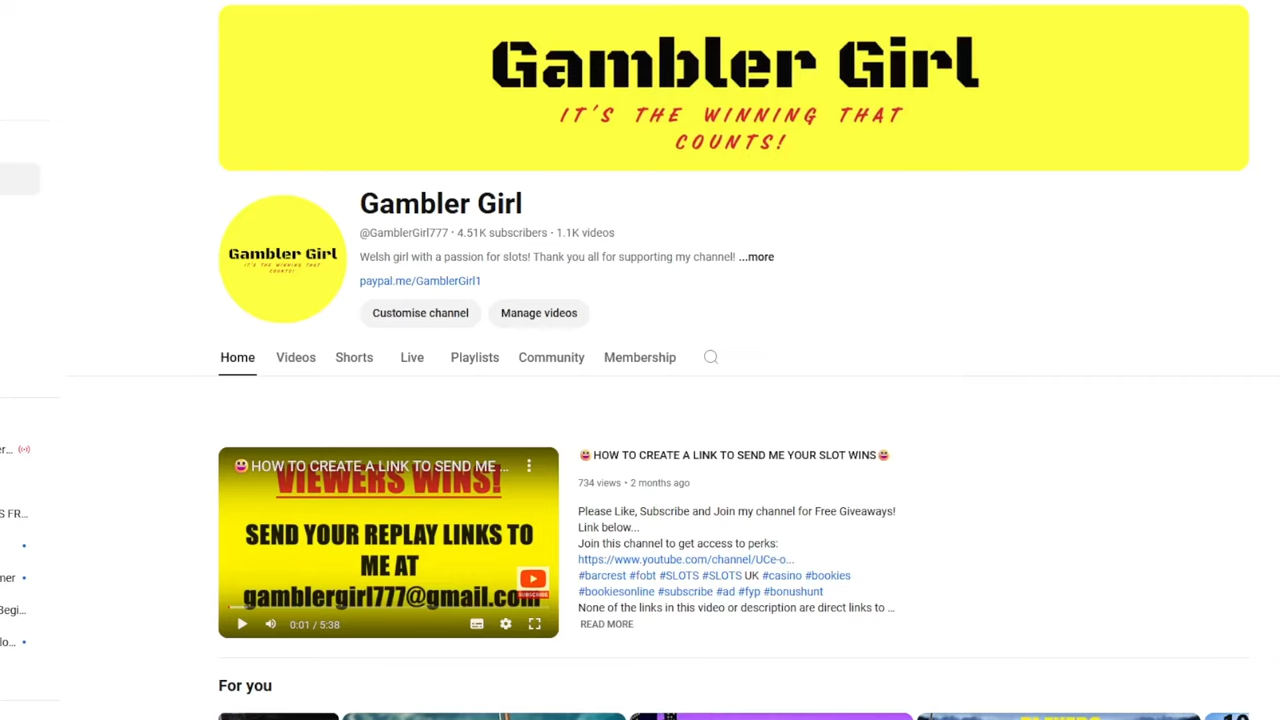 Gambler Girl
IT'S THE WINNING THAT
COUNTS!
Gambler Girl
IT'S THE WINNING THAT
COUNTS!
Gambler Girl
@GamblerGirl777 · 4.51K subscribers · 1.1K videos
Welsh girl with a passion for slots! Thank you all for supporting my channel! ...more
paypal.me/GamblerGirl1
Customise channel
Manage videos
Home
Videos
Shorts
Live
Playlists
Community
Membership
er...
S FR...
mer
Begi...
lo...
HOW TO CREATE A LINK TO SEND ME ...
VIEWERS WINS!
SEND YOUR REPLAY LINKS TO
ME AT
gamblergirl777@gmail.com
SUBSCRIBE
0:01 / 5:38
😃HOW TO CREATE A LINK TO SEND ME YOUR SLOT WINS😃
734 views · 2 months ago
Please Like, Subscribe and Join my channel for Free Giveaways!
Link below...
Join this channel to get access to perks:
https://www.youtube.com/channel/UCe-o...
#barcrest #fobt #SLOTS #SLOTS UK #casino #bookies
#bookiesonline #subscribe #ad #fyp #bonushunt
None of the links in this video or description are direct links to ...
READ MORE
For you